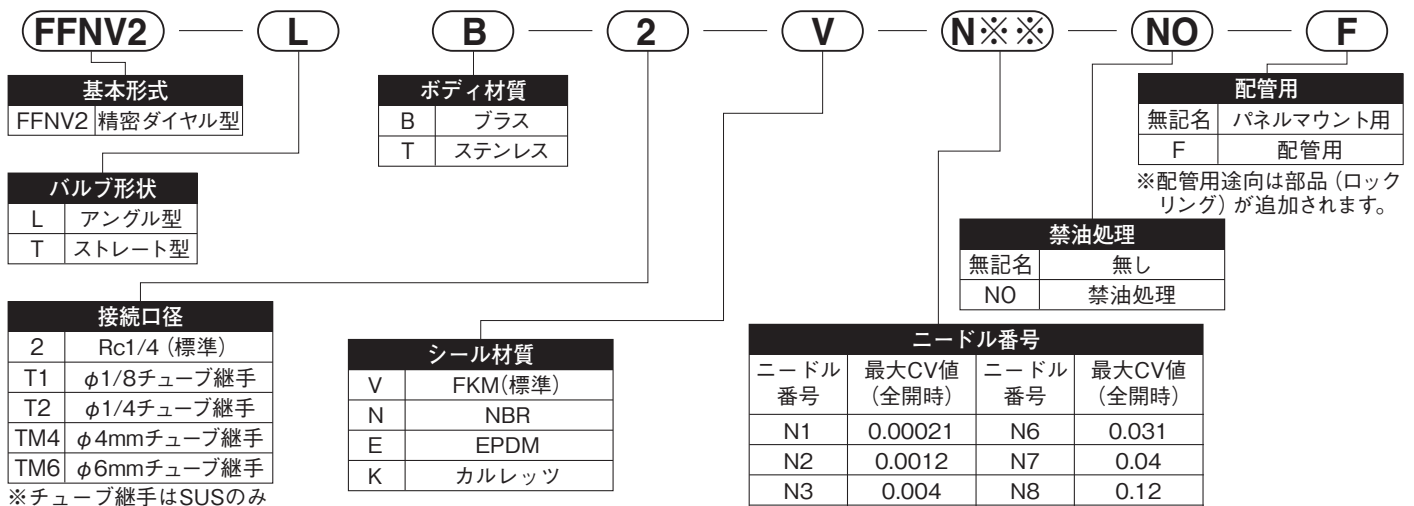 FFNV2 — L B — 2 — V — N※※ — NO — F
基本形式
FFNV2 精密ダイヤル型
バルブ形状
L アングル型
T ストレート型
ボディ材質
B ブラス
T ステンレス
配管用
無記名 パネルマウント用
F 配管用
※配管用途向は部品（ロック
リング）が追加されます。
禁油処理
無記名 無し
NO 禁油処理
接続口径
2 Rc1/4（標準）
T1 φ1/8チューブ継手
T2 φ1/4チューブ継手
TM4 φ4mmチューブ継手
TM6 φ6mmチューブ継手
※チューブ継手はSUSのみ
シール材質
V FKM(標準)
N NBR
E EPDM
K カルレッツ
ニードル番号
ニードル 最大CV値 ニードル 最大CV値
番号 （全開時） 番号 （全開時）
N1 0.00021 N6 0.031
N2 0.0012 N7 0.04
N3 0.004 N8 0.12